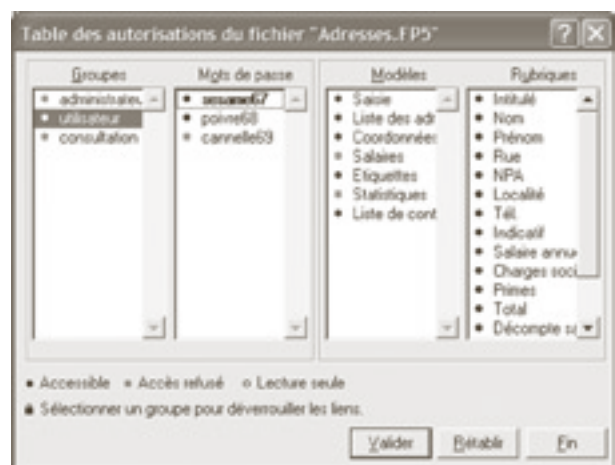 Table des autorisations du fichier "Adresses.FP5"
Groupes
administrateu
utilisateur
consultation
Mots de passe
sesame67
poivre68
cannelle69
Modèles
Saisie
Liste des adr
Coordonnées
Salaires
Etiquettes
Statistiques
Liste de cont
Rubriques
Intitulé
Nom
Prénom
Rue
NPA
Localité
Tél.
Indicatif
Salaire annue
Charges soci
Primes
Total
Décompte sa
Accessible Accès refusé Lecture seule
Sélectionner un groupe pour déverrouiller les liens.
Valider Rétablir Fin